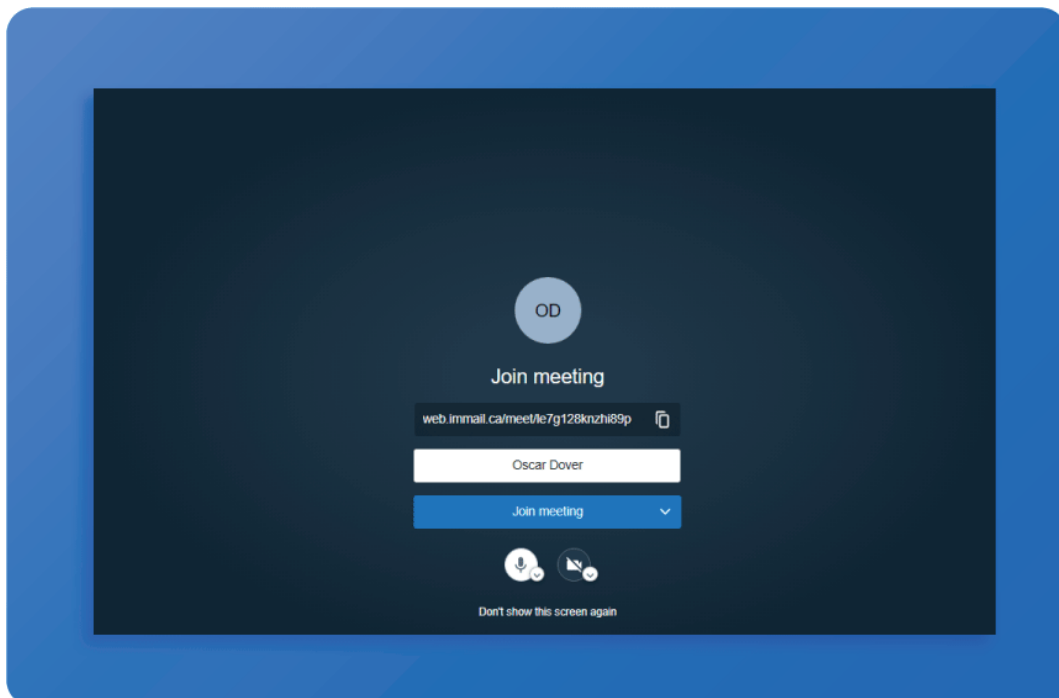 OD
Join meeting
web.immail.ca/meet/le7g128knzhi89p
Oscar Dover
Join meeting
Don't show this screen again